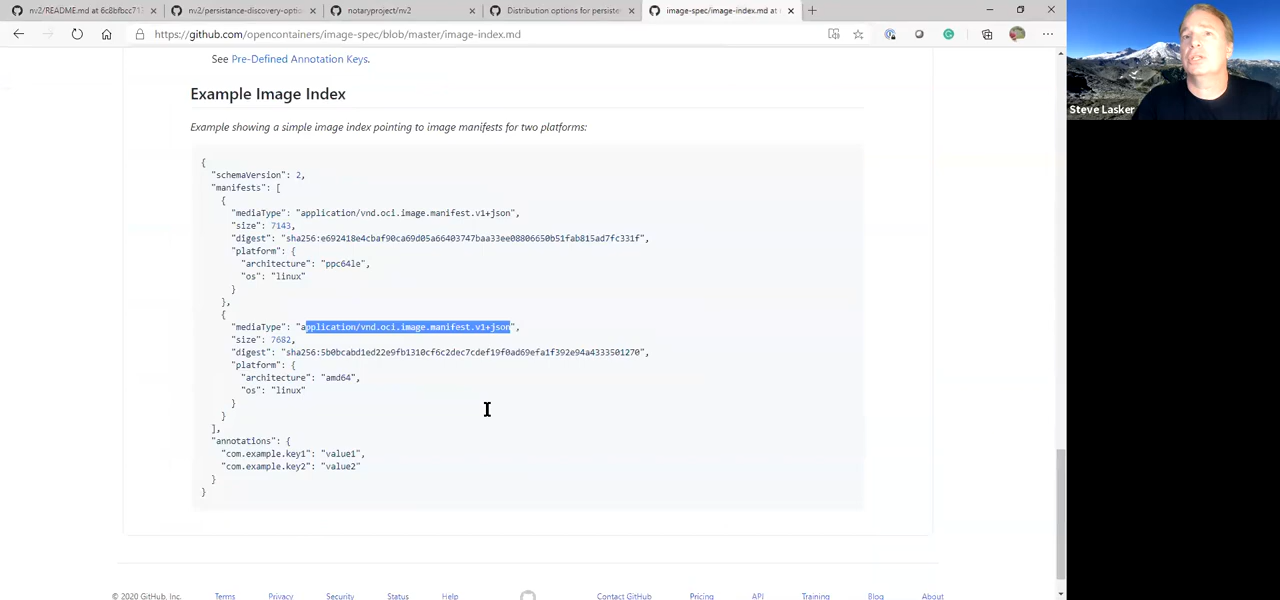 nv2/README.md at 6c8bfbcc71
nv2/persistance-discovery-optio
notaryproject/nv2
Distribution options for persiste
image-spec/image-index.md at
https://github.com/opencontainers/image-spec/blob/master/image-index.md
See Pre-Defined Annotation Keys.
Example Image Index
Example showing a simple image index pointing to image manifests for two platforms:
{
"schemaVersion": 2,
"manifests": [
{
"mediaType": "application/vnd.oci.image.manifest.v1+json",
"size": 7143,
"digest": "sha256:e692418e4cbaf90ca69d05a66403747baa33ee08806650b51fab815ad7fc331f",
"platform": {
"architecture": "ppc64le",
"os": "linux"
}
},
{
"mediaType": "application/vnd.oci.image.manifest.v1+json",
"size": 7682,
"digest": "sha256:5b0bcabd1ed22e9fb1310cf6c2dec7cdef19f0ad69efa1f392e94a4333501270",
"platform": {
"architecture": "amd64",
"os": "linux"
}
}
],
"annotations": {
"com.example.key1": "value1",
"com.example.key2": "value2"
}
}
© 2020 GitHub, Inc.
Terms
Privacy
Security
Status
Help
Contact GitHub
Pricing
API
Training
Blog
About
Steve Lasker